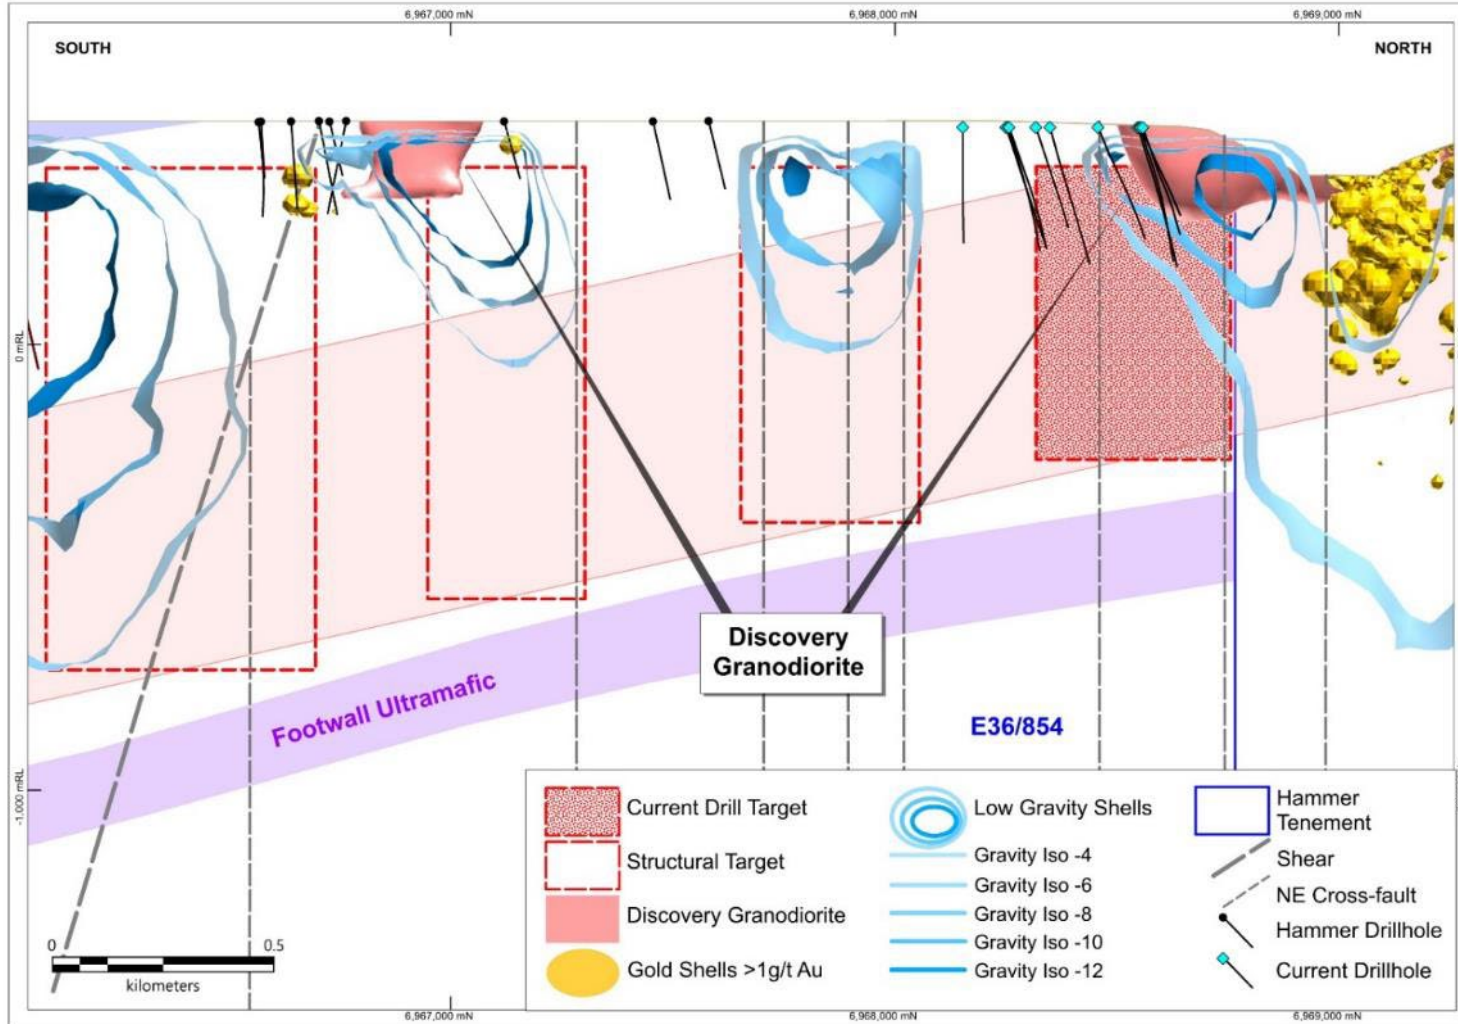 6,967,000 mN
6,968,000 mN
6,969,000 mN
SOUTH
NORTH
0 mRL
-1,000 mRL
Discovery
Granodiorite
Footwall Ultramafic
E36/854
0
0.5
kilometers
Current Drill Target
Structural Target
Discovery Granodiorite
Gold Shells >1g/t Au
Low Gravity Shells
Gravity Iso -4
Gravity Iso -6
Gravity Iso -8
Gravity Iso -10
Gravity Iso -12
Hammer
Tenement
Shear
NE Cross-fault
Hammer Drillhole
Current Drillhole
6,967,000 mN
6,968,000 mN
6,969,000 mN